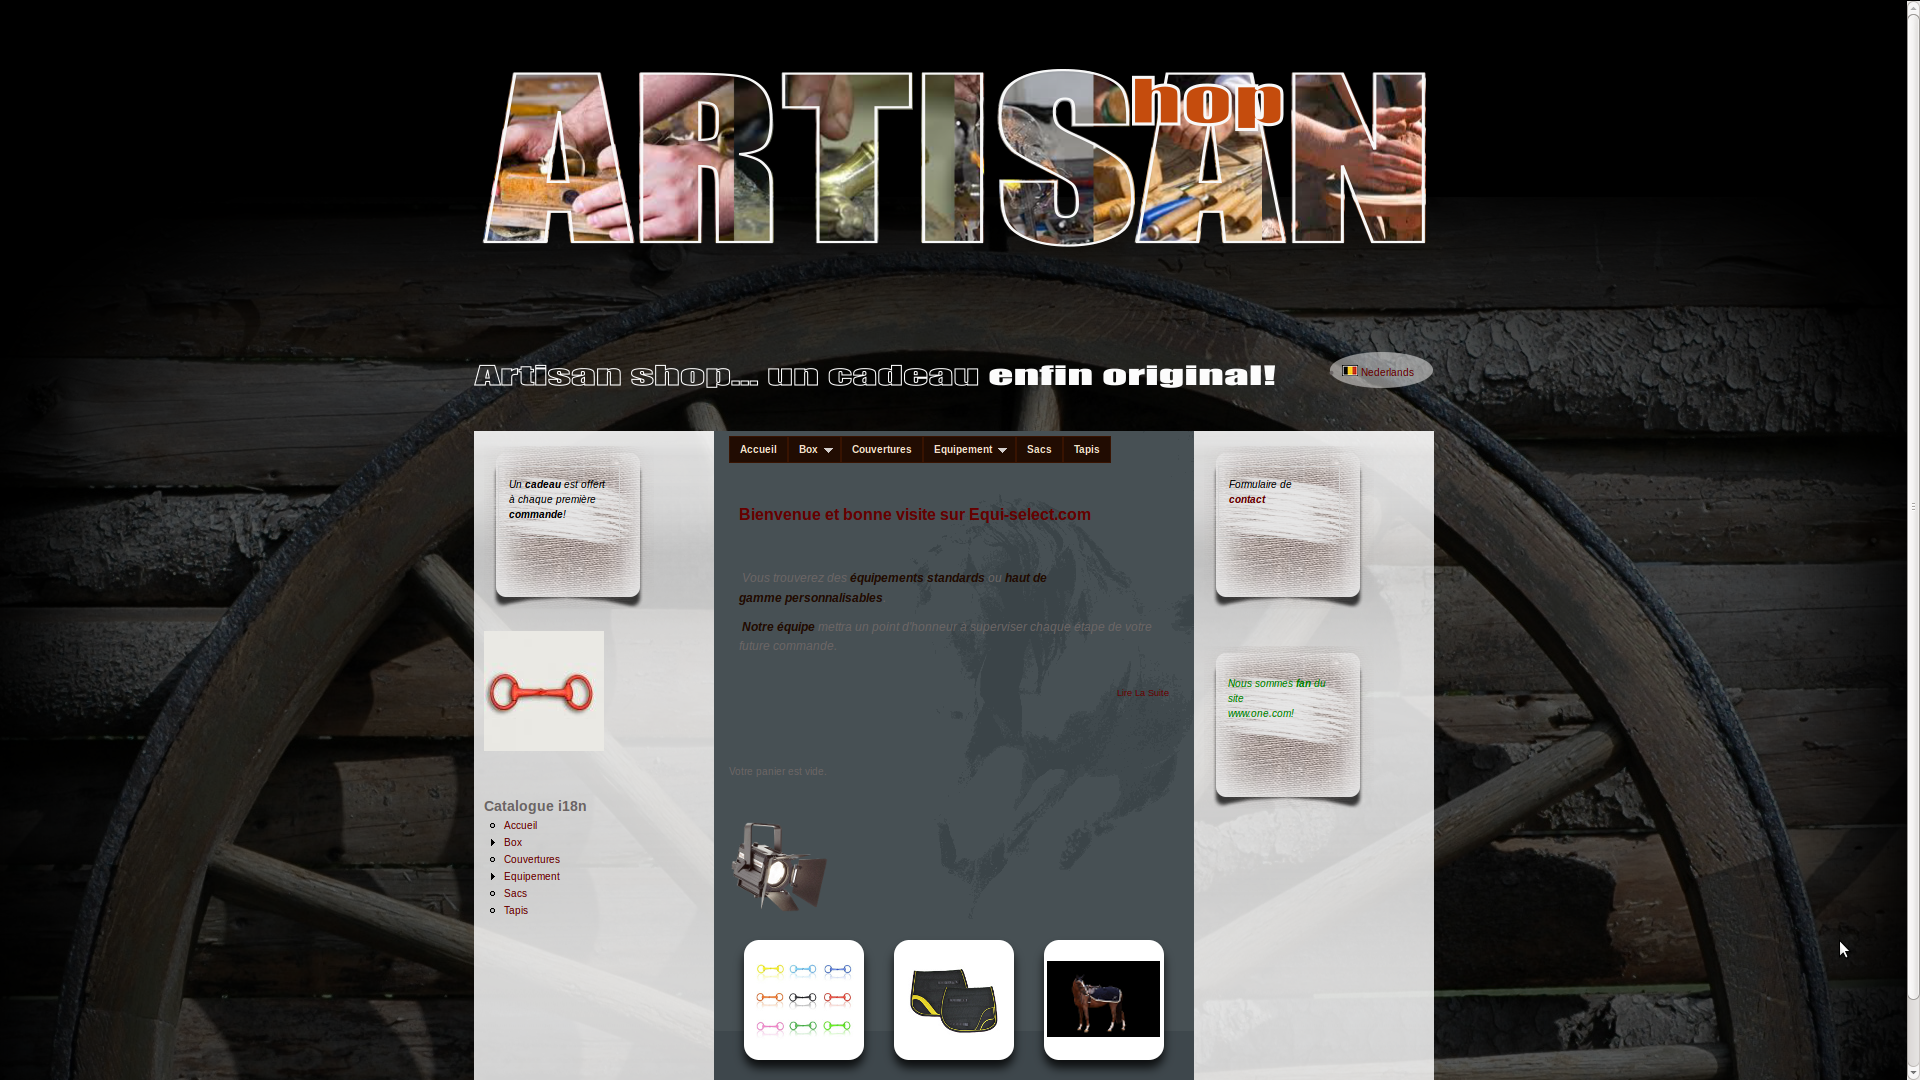 ARTISAN
hop
Artisan shop... un cadeau enfin original!
Nederlands
Accueil
Box
Couvertures
Equipement
Sacs
Tapis
Un cadeau est offert
à chaque première
commande!
Formulaire de
contact
Bienvenue et bonne visite sur Equi-select.com
Vous trouverez des équipements standards ou haut de
gamme personnalisables
Notre équipe mettra un point d'honneur à superviser chaque étape de votre
future commande.
Lire La Suite
Nous sommes fan du
site
www.one.com!
Votre panier est vide.
Catalogue i18n
Accueil
Box
Couvertures
Equipement
Sacs
Tapis